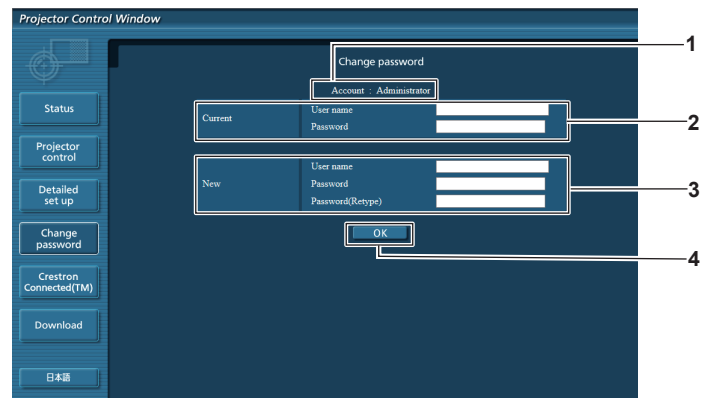 Projector Control Window
Change password
Account : Administrator
Current
User name
Password
New
User name
Password
Password(Retype)
OK
Status
Projector
control
Detailed
set up
Change
password
Crestron
Connected(TM)
Download
日本語
1
2
3
4